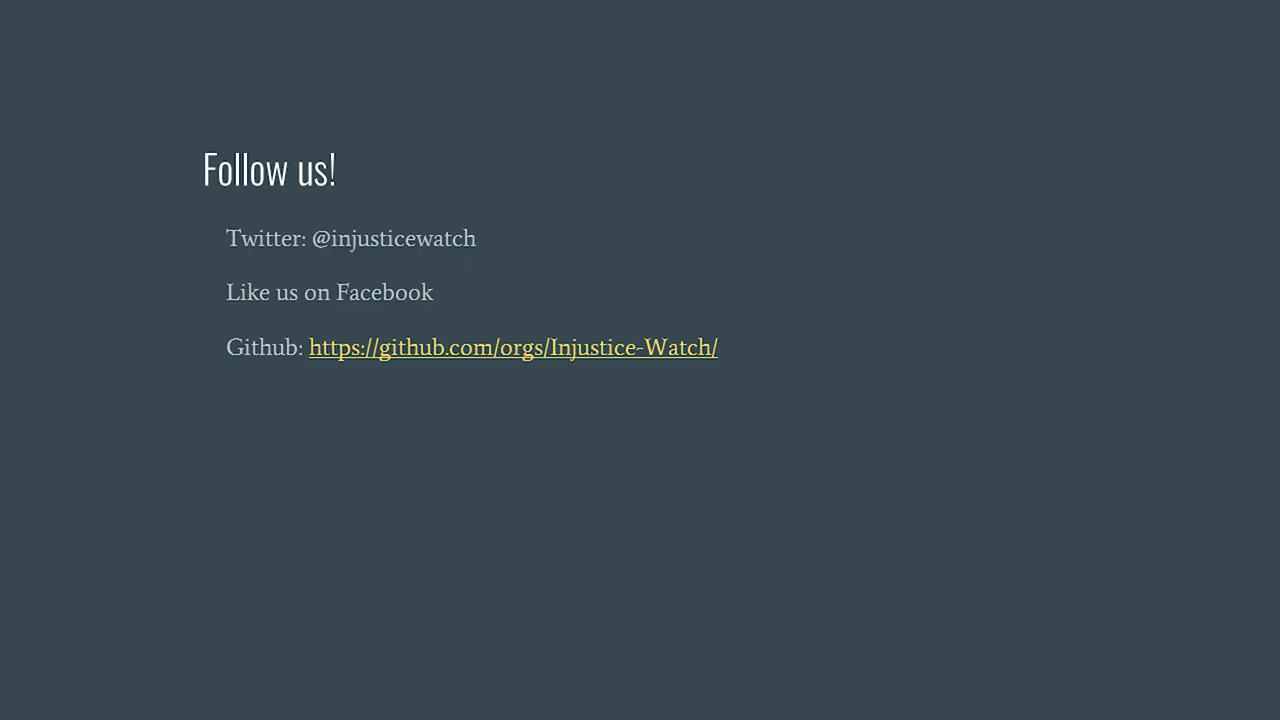 Follow us!
Twitter: @injusticewatch
Like us on Facebook
Github: https://github.com/orgs/Injustice-Watch/